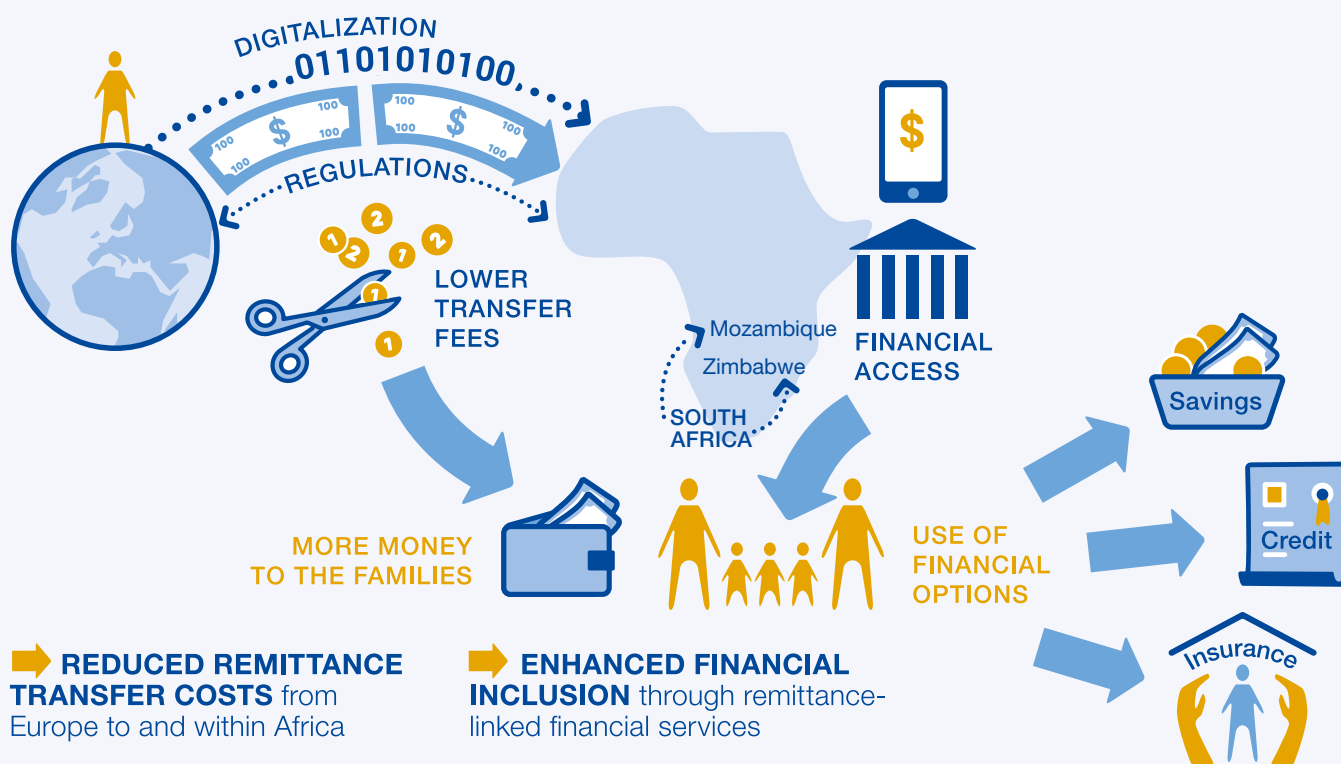 DIGITALIZATION
01101010100
100
100
$
100
100
100
100
$
100
100
REGULATIONS
$
1
2
2
1
2
1
1
LOWER
TRANSFER
FEES
Mozambique
Zimbabwe
SOUTH
AFRICA
FINANCIAL
ACCESS
Savings
Credit
Insurance
MORE MONEY
TO THE FAMILIES
USE OF
FINANCIAL
OPTIONS
REDUCED REMITTANCE
TRANSFER COSTS from
Europe to and within Africa
ENHANCED FINANCIAL
INCLUSION through remittance-
linked financial services